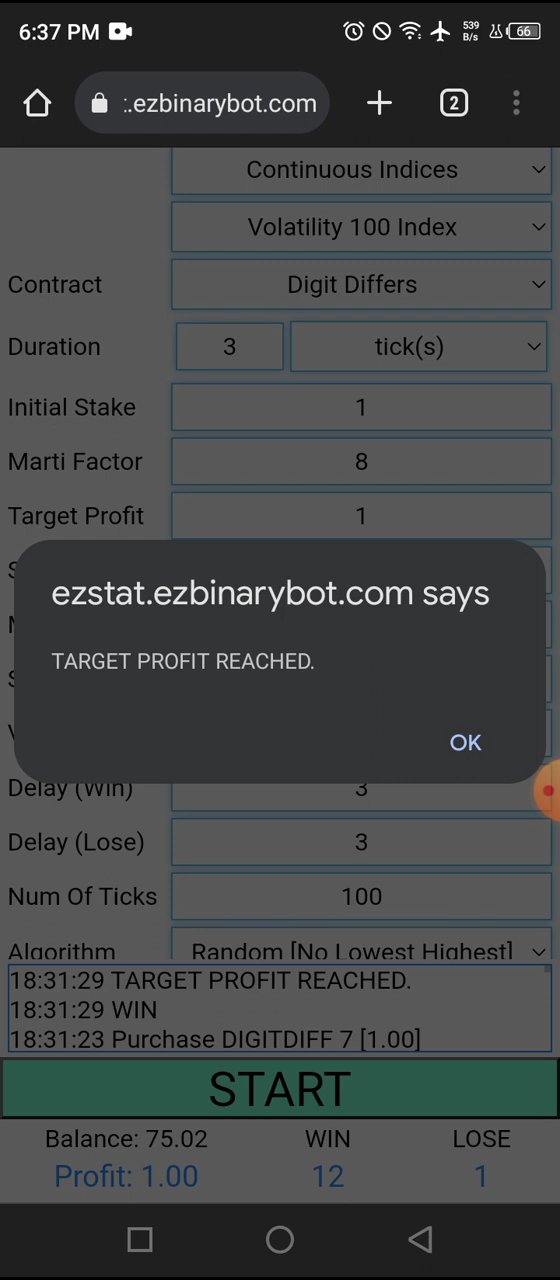 6:37 PM
539
B/s
66
:.ezbinarybot.com
2
Continuous Indices
Volatility 100 Index
Contract Digit Differs
Duration 3 tick(s)
Initial Stake 1
Marti Factor 8
Target Profit 1
ezstat.ezbinarybot.com says
TARGET PROFIT REACHED.
OK
Delay (Win) 3
Delay (Lose) 3
Num Of Ticks 100
Algorithm Random [No Lowest Highest]
18:31:29 TARGET PROFIT REACHED.
18:31:29 WIN
18:31:23 Purchase DIGITDIFF 7 [1.00]
START
Balance: 75.02 WIN LOSE
Profit: 1.00 12 1